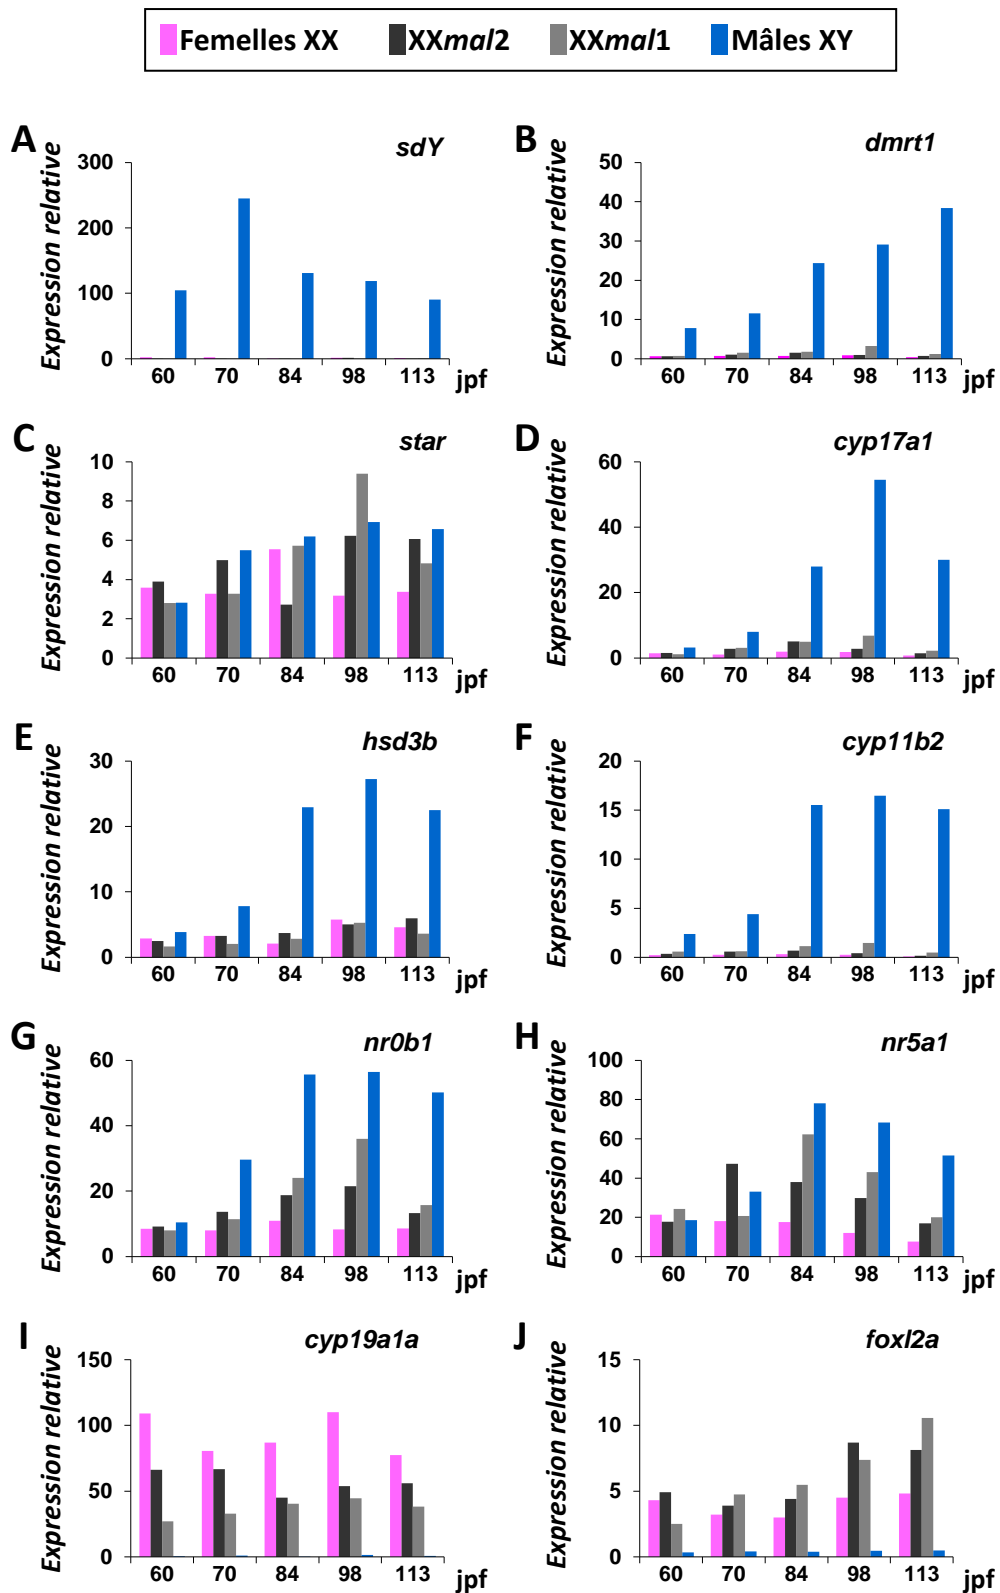 Femelles XX XXmal2 XXmal1 Mâles XY
A sdY
Expression relative
300
200
100
0
60 70 84 98 113 jpf
B dmrt1
Expression relative
50
40
30
20
10
0
60 70 84 98 113 jpf
C star
Expression relative
10
8
6
4
2
0
60 70 84 98 113 jpf
D cyp17a1
Expression relative
60
40
20
0
60 70 84 98 113 jpf
E hsd3b
Expression relative
30
20
10
0
60 70 84 98 113 jpf
F cyp11b2
Expression relative
20
15
10
5
0
60 70 84 98 113 jpf
G nr0b1
Expression relative
60
40
20
0
60 70 84 98 113 jpf
H nr5a1
Expression relative
100
80
60
40
20
0
60 70 84 98 113 jpf
I cyp19a1a
Expression relative
150
100
50
0
60 70 84 98 113 jpf
J foxl2a
Expression relative
15
10
5
0
60 70 84 98 113 jpf